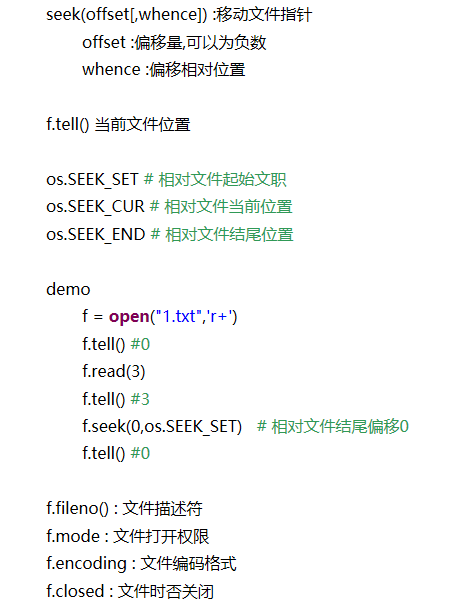 seek(offset[,whence]) :移动文件指针
offset :偏移量,可以为负数
whence :偏移相对位置
f.tell() 当前文件位置
os.SEEK_SET # 相对文件起始文职
os.SEEK_CUR # 相对文件当前位置
os.SEEK_END # 相对文件结尾位置
demo
f = open("1.txt",'r+')
f.tell() #0
f.read(3)
f.tell() #3
f.seek(0,os.SEEK_SET) # 相对文件结尾偏移0
f.tell() #0
f.fileno() : 文件描述符
f.mode : 文件打开权限
f.encoding : 文件编码格式
f.closed : 文件时否关闭